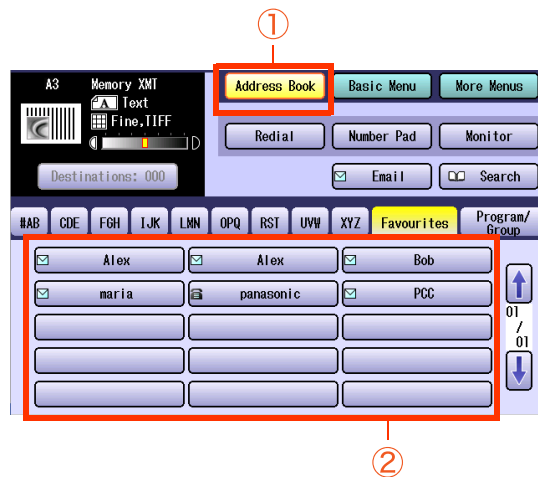 ①
A3 Memory XMT
A Text
Fine,TIFF
D
Destinations: 000
Address Book Basic Menu More Menus
Redial Number Pad Monitor
Email Search
#AB CDE FGH IJK LMN OPQ RST UVW XYZ Favourites Program/
Group
Alex Alex Bob
maria panasonic PCC
01
/
01
②